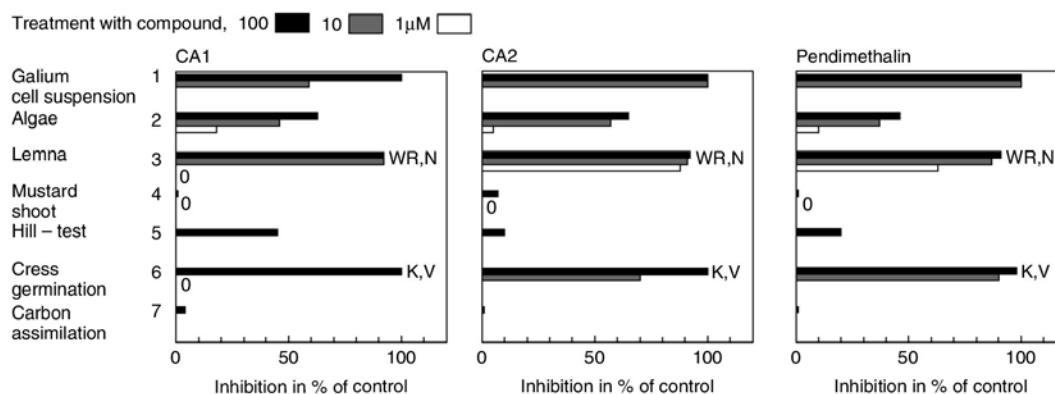 Treatment with compound, 100 10 1μM
CA1 CA2 Pendimethalin
Galium cell suspension 1
Algae 2
Lemna 3 WR,N WR,N WR,N
0
Mustard shoot 4
0 0 0
Hill – test 5
Cress germination 6 K,V K,V K,V
0
Carbon assimilation 7
0 50 100 0 50 100 0 50 100
Inhibition in % of control Inhibition in % of control Inhibition in % of control